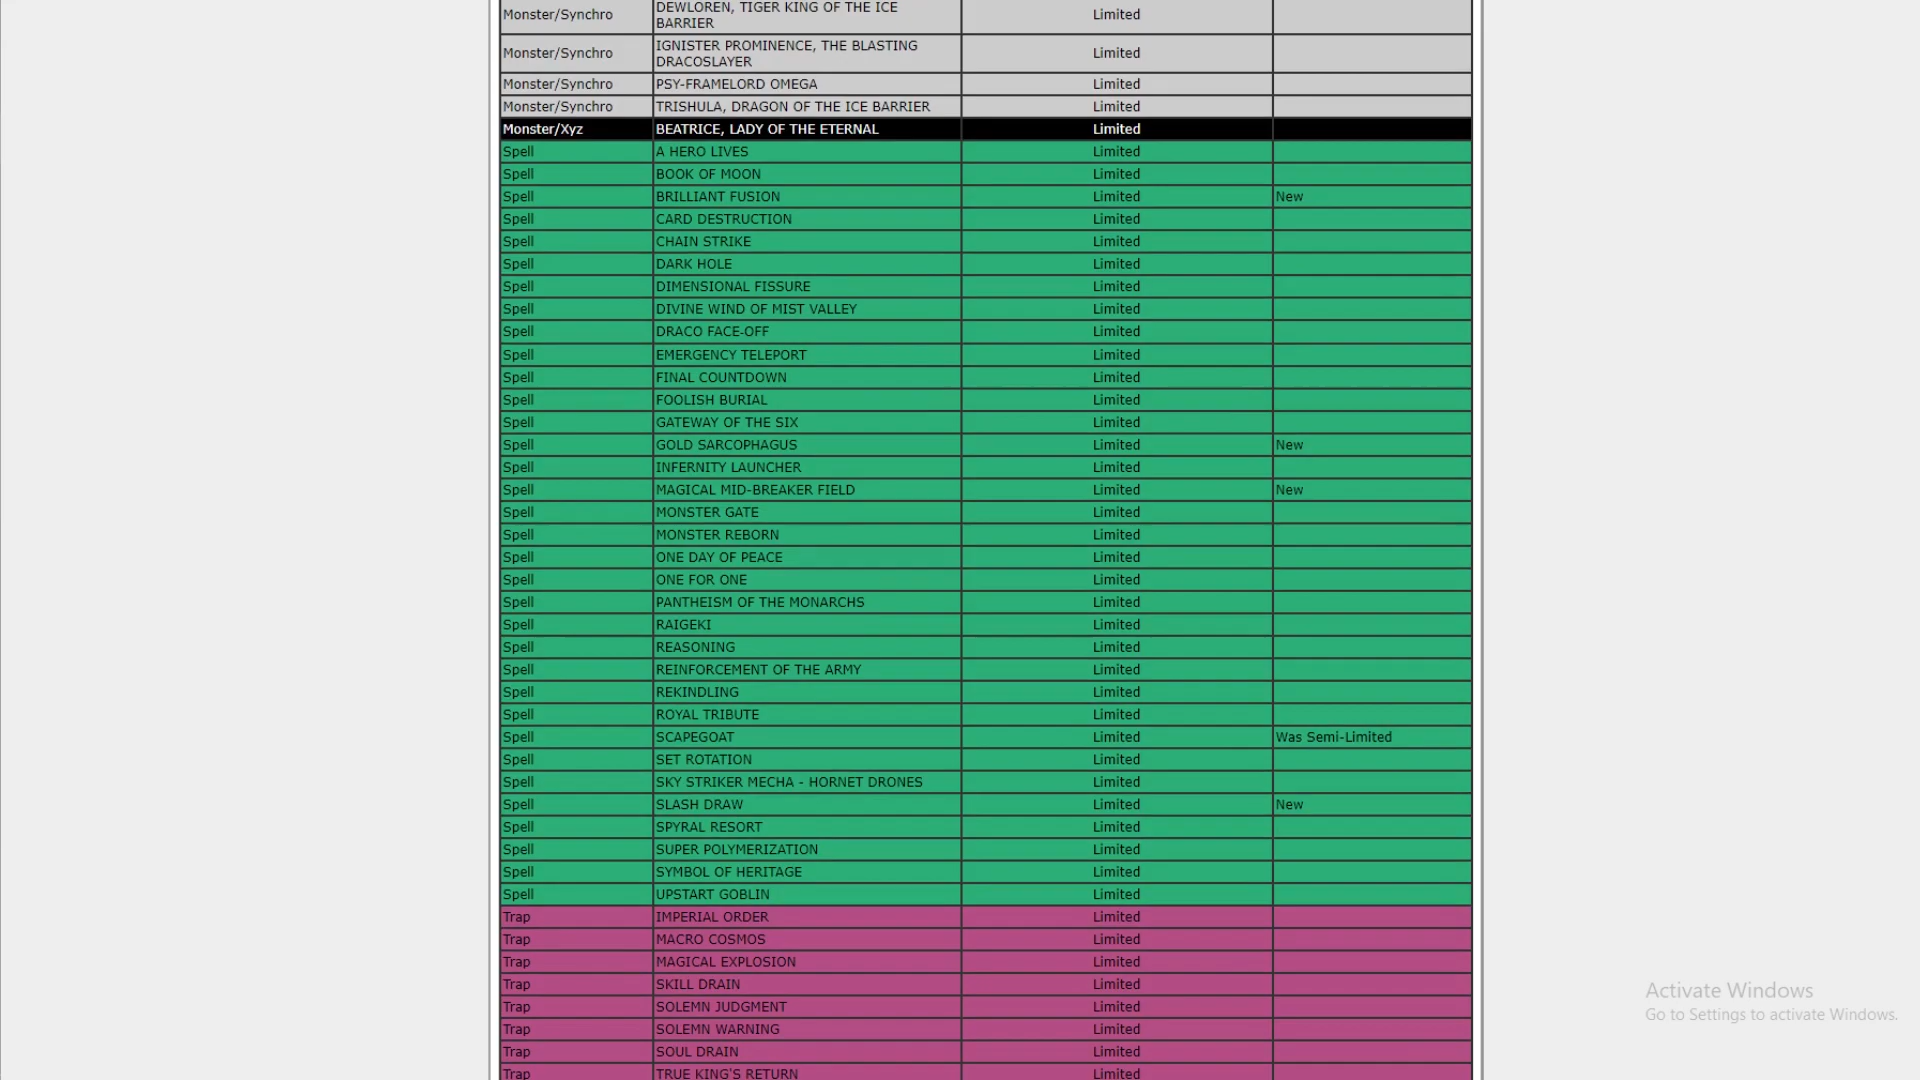 Monster/Synchro DEWLOREN, TIGER KING OF THE ICE BARRIER Limited
Monster/Synchro IGNISTER PROMINENCE, THE BLASTING DRACOSLAYER Limited
Monster/Synchro PSY-FRAMELORD OMEGA Limited
Monster/Synchro TRISHULA, DRAGON OF THE ICE BARRIER Limited
Monster/Xyz BEATRICE, LADY OF THE ETERNAL Limited
Spell A HERO LIVES Limited
Spell BOOK OF MOON Limited
Spell BRILLIANT FUSION Limited New
Spell CARD DESTRUCTION Limited
Spell CHAIN STRIKE Limited
Spell DARK HOLE Limited
Spell DIMENSIONAL FISSURE Limited
Spell DIVINE WIND OF MIST VALLEY Limited
Spell DRACO FACE-OFF Limited
Spell EMERGENCY TELEPORT Limited
Spell FINAL COUNTDOWN Limited
Spell FOOLISH BURIAL Limited
Spell GATEWAY OF THE SIX Limited
Spell GOLD SARCOPHAGUS Limited New
Spell INFERNITY LAUNCHER Limited
Spell MAGICAL MID-BREAKER FIELD Limited New
Spell MONSTER GATE Limited
Spell MONSTER REBORN Limited
Spell ONE DAY OF PEACE Limited
Spell ONE FOR ONE Limited
Spell PANTHEISM OF THE MONARCHS Limited
Spell RAIGEKI Limited
Spell REASONING Limited
Spell REINFORCEMENT OF THE ARMY Limited
Spell REKINDLING Limited
Spell ROYAL TRIBUTE Limited
Spell SCAPEGOAT Limited Was Semi-Limited
Spell SET ROTATION Limited
Spell SKY STRIKER MECHA - HORNET DRONES Limited
Spell SLASH DRAW Limited New
Spell SPYRAL RESORT Limited
Spell SUPER POLYMERIZATION Limited
Spell SYMBOL OF HERITAGE Limited
Spell UPSTART GOBLIN Limited
Trap IMPERIAL ORDER Limited
Trap MACRO COSMOS Limited
Trap MAGICAL EXPLOSION Limited
Trap SKILL DRAIN Limited
Trap SOLEMN JUDGMENT Limited
Trap SOLEMN WARNING Limited
Trap SOUL DRAIN Limited
Trap TRUE KING'S RETURN Limited
Activate Windows
Go to Settings to activate Windows.